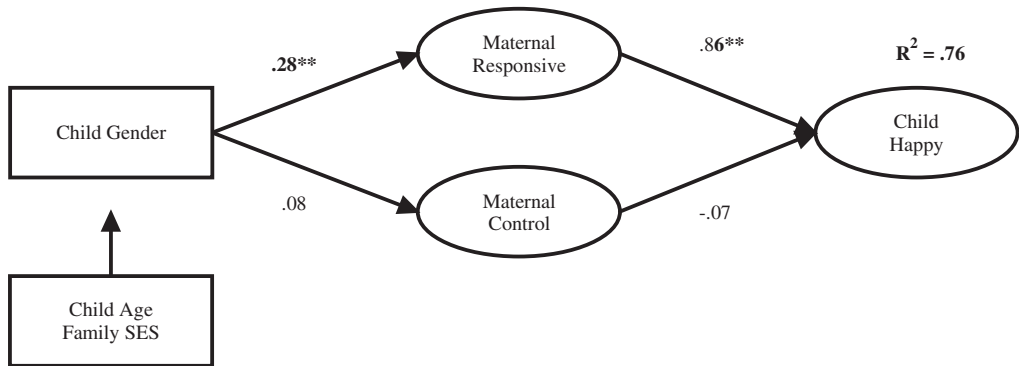 Maternal
Responsive
.28**
.86**
R² = .76
Child Gender
Child
Happy
.08
Maternal
Control
-.07
Child Age
Family SES